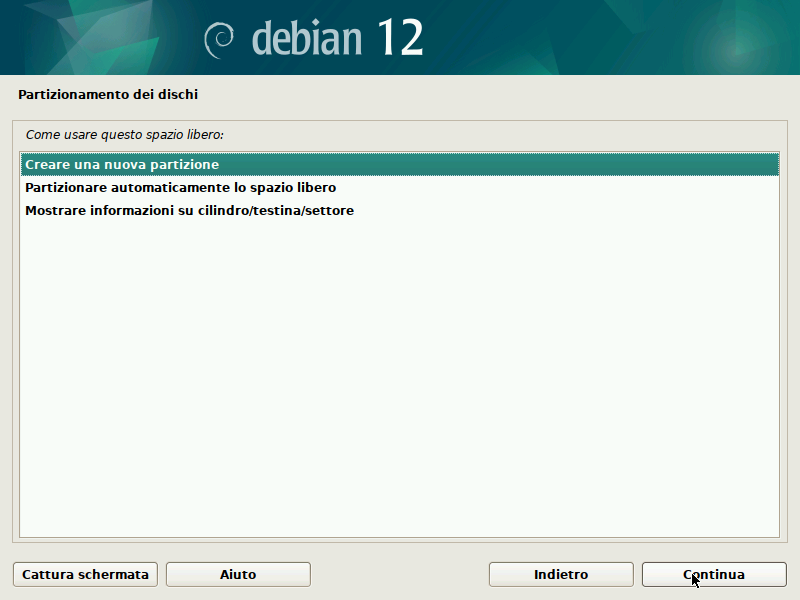 debian 12
Partizionamento dei dischi
Come usare questo spazio libero:
Creare una nuova partizione
Partizionare automaticamente lo spazio libero
Mostrare informazioni su cilindro/testina/settore
Cattura schermata Aiuto Indietro Continua